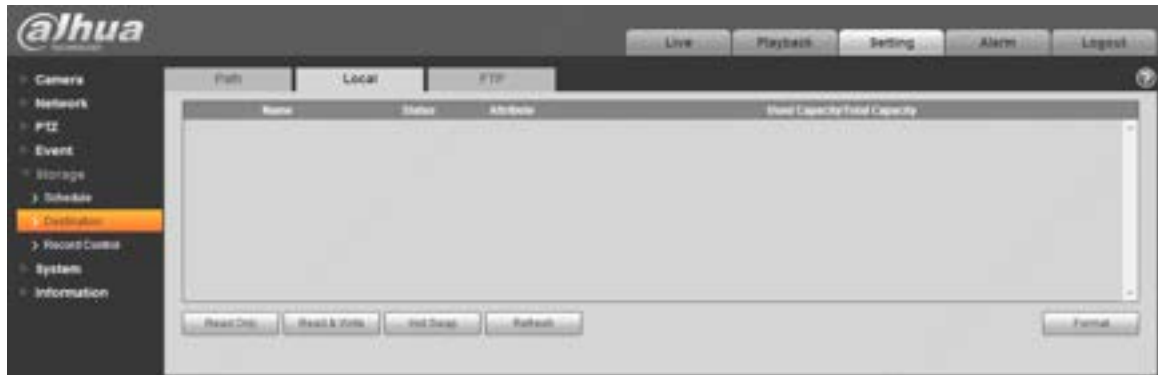 alhua
TECHNOLOGY
Live Playback Setting Alarm Logout
Camera
Network
PTZ
Event
Storage
Schedule
Destination
Record Control
System
Information
Path Local FTP
Name Status Attribute Used Capacity/Total Capacity
Read Only Read & Write Hot Swap Refresh Format